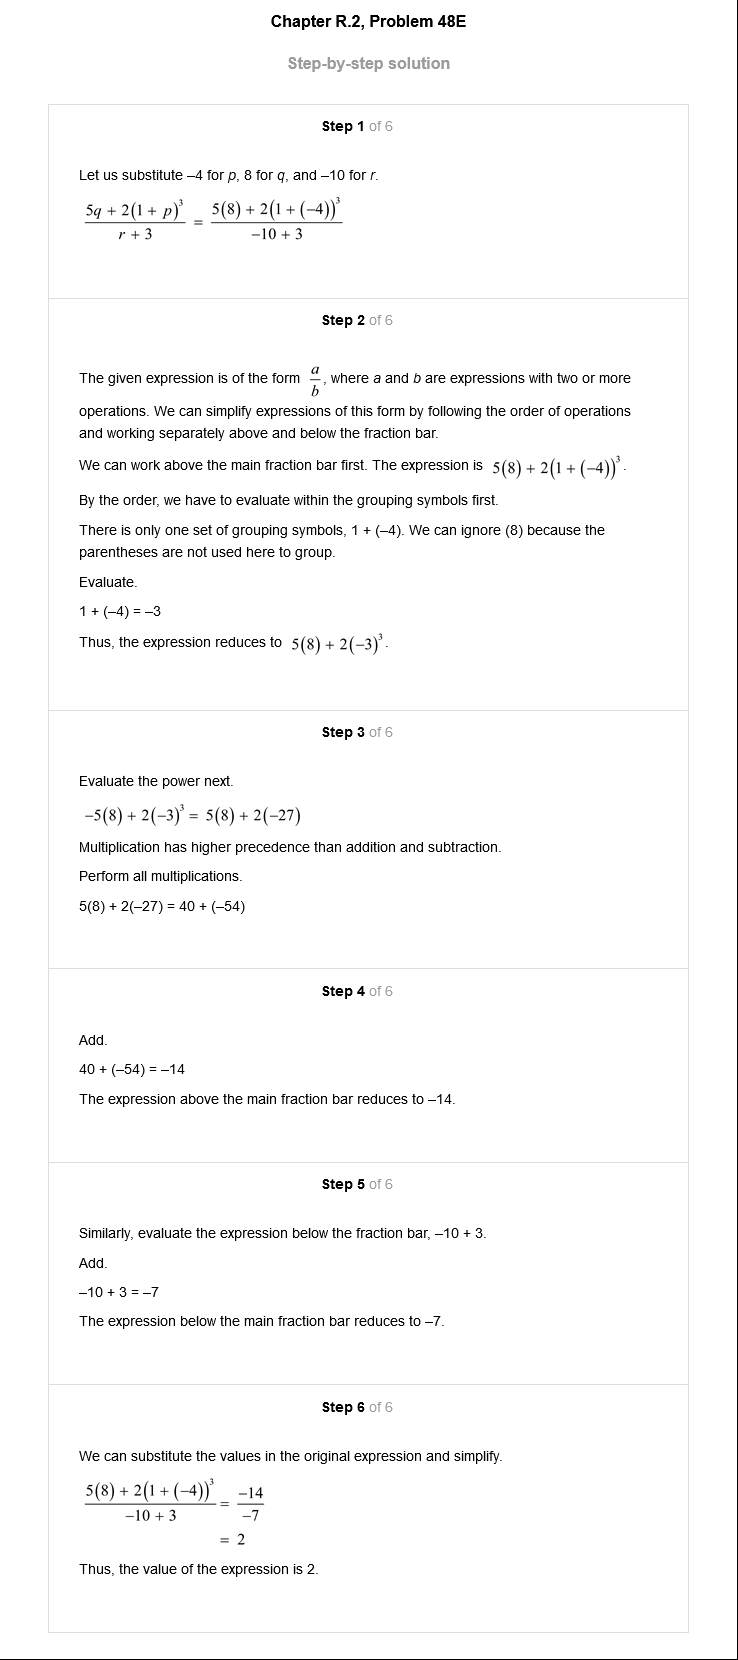 Chapter R.2, Problem 48E
Step-by-step solution
Step 1 of 6
Let us substitute –4 for p, 8 for q, and –10 for r.
5q + 2(1 + p)³ / r + 3 = 5(8) + 2(1 + (−4))³ / −10 + 3
Step 2 of 6
The given expression is of the form a/b, where a and b are expressions with two or more
operations. We can simplify expressions of this form by following the order of operations
and working separately above and below the fraction bar.
We can work above the main fraction bar first. The expression is 5(8) + 2(1 + (−4))³.
By the order, we have to evaluate within the grouping symbols first.
There is only one set of grouping symbols, 1 + (–4). We can ignore (8) because the
parentheses are not used here to group.
Evaluate.
1 + (–4) = –3
Thus, the expression reduces to 5(8) + 2(−3)³.
Step 3 of 6
Evaluate the power next.
−5(8) + 2(−3)³ = 5(8) + 2(−27)
Multiplication has higher precedence than addition and subtraction.
Perform all multiplications.
5(8) + 2(–27) = 40 + (–54)
Step 4 of 6
Add.
40 + (–54) = –14
The expression above the main fraction bar reduces to –14.
Step 5 of 6
Similarly, evaluate the expression below the fraction bar, –10 + 3.
Add.
–10 + 3 = –7
The expression below the main fraction bar reduces to –7.
Step 6 of 6
We can substitute the values in the original expression and simplify.
5(8) + 2(1 + (−4))³ / −10 + 3 = −14 / −7
= 2
Thus, the value of the expression is 2.